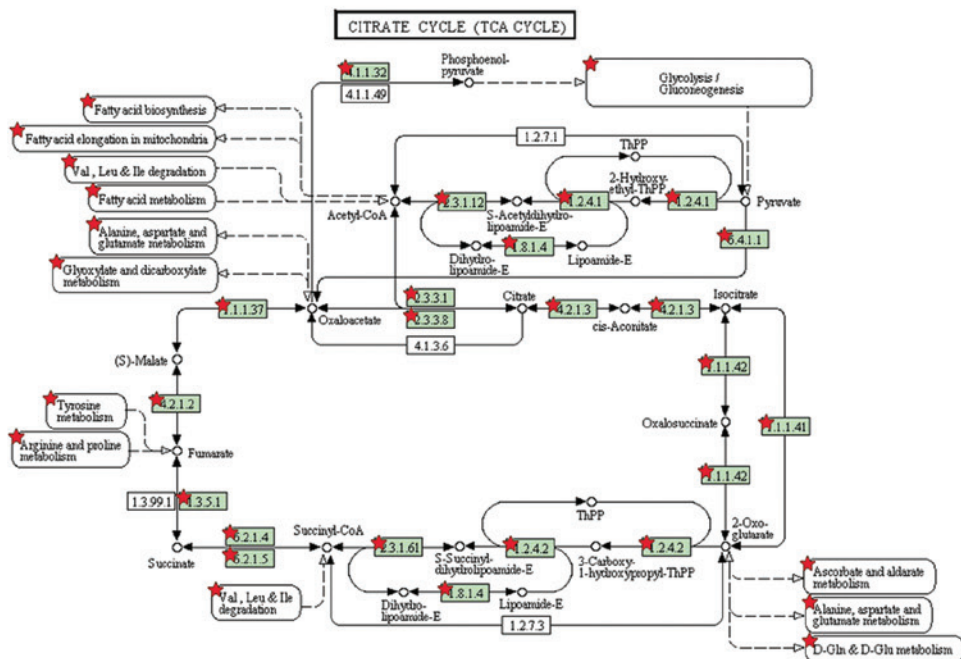 CITRATE CYCLE (TCA CYCLE)
Phosphoenol-
pyruvate
4.1.1.32
4.1.1.49
Glycolysis /
Gluconeogenesis
Fatty acid biosynthesis
Fatty acid elongation in mitochondria
Val , Leu & Ile degradation
Fatty acid metabolism
Alanine, aspartate and
glutamate metabolism
Glyoxylate and dicarboxylate
metabolism
1.2.7.1
ThPP
2-Hydroxy-
ethyl-ThPP
2.3.1.12
1.2.4.1
1.2.4.1
Acetyl-CoA
S-Acetyldihydro-
lipoamide-E
Pyruvate
1.8.1.4
6.4.1.1
Dihydro-
lipoamide-E
Lipoamide-E
1.1.1.37
Oxaloacetate
2.3.3.1
2.3.3.8
Citrate
4.2.1.3
cis-Aconitate
4.2.1.3
Isocitrate
4.1.3.6
(S)-Malate
1.1.1.42
4.2.1.2
Tyrosine
metabolism
Arginine and proline
metabolism
Fumarate
Oxalosuccinate
1.1.1.41
1.1.1.42
1.3.99.1
1.3.5.1
ThPP
Succinate
6.2.1.4
6.2.1.5
Succinyl-CoA
2.3.1.61
S-Succinyl-
dihydrolipoamide-E
1.2.4.2
3-Carboxy-
1-hydroxypropyl-ThPP
1.2.4.2
2-Oxo-
glutarate
Val , Leu & Ile
degradation
1.8.1.4
Dihydro-
lipoamide-E
Lipoamide-E
1.2.7.3
Ascorbate and aldarate
metabolism
Alanine, aspartate and
glutamate metabolism
D-Gln & D-Glu metabolism